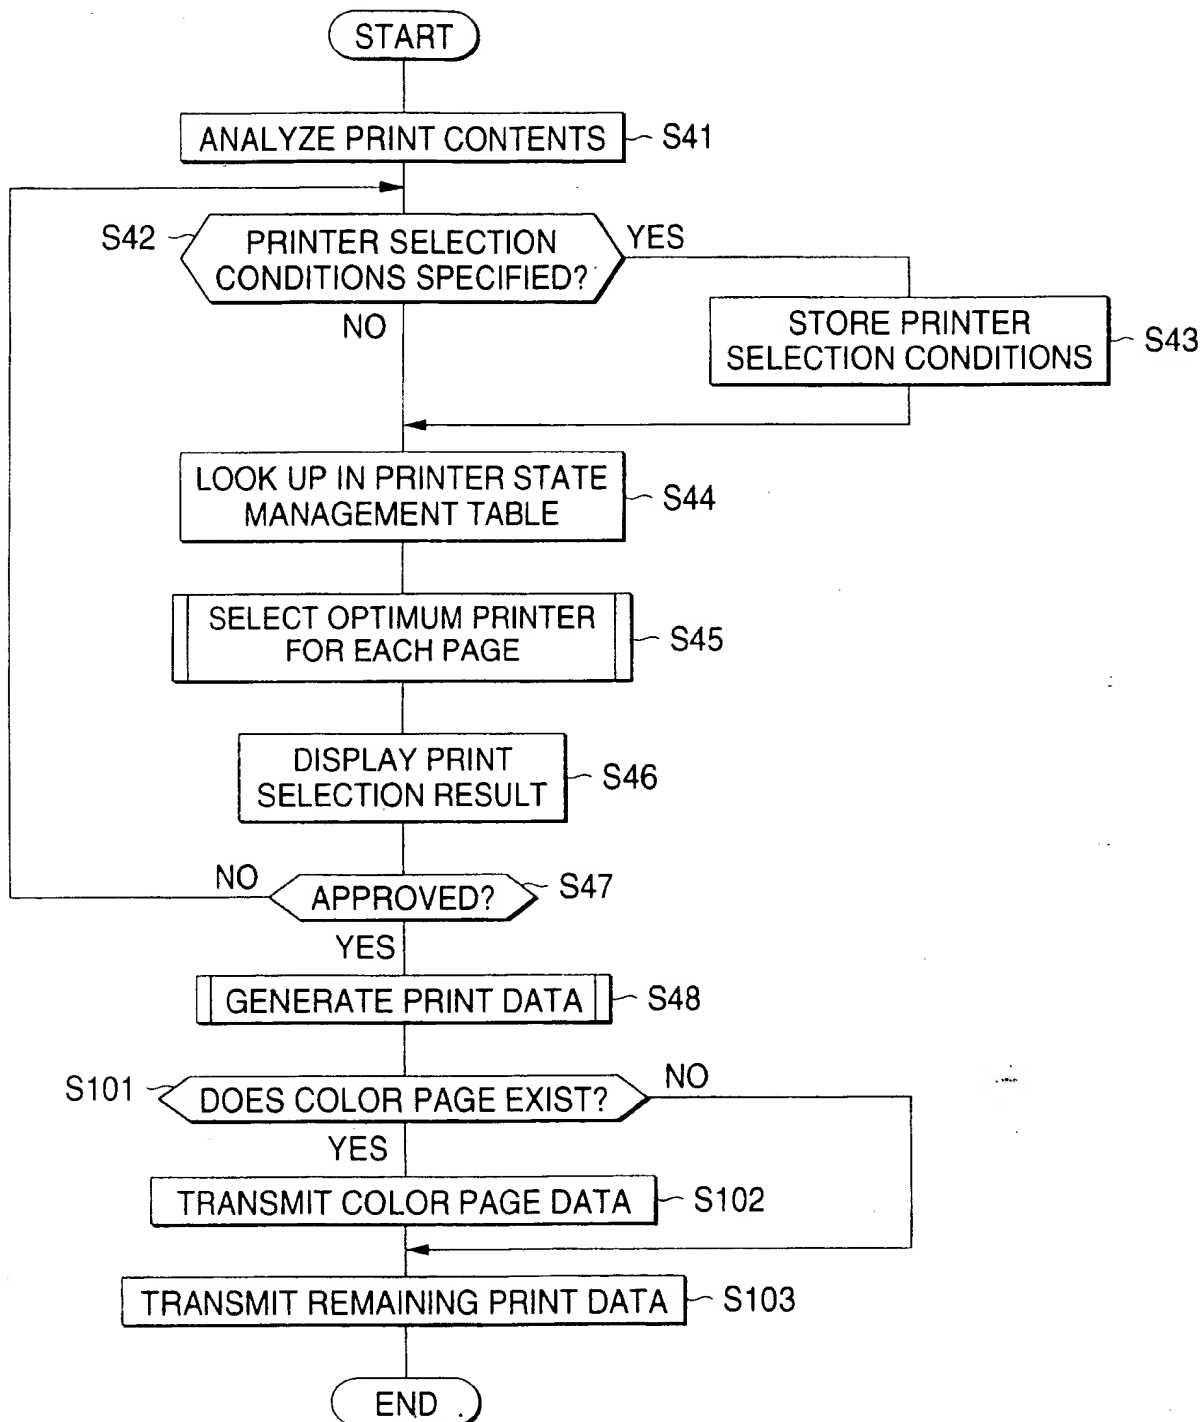 START
ANALYZE PRINT CONTENTS
S41
S42
PRINTER SELECTION
CONDITIONS SPECIFIED?
YES
NO
STORE PRINTER
SELECTION CONDITIONS
S43
LOOK UP IN PRINTER STATE
MANAGEMENT TABLE
S44
SELECT OPTIMUM PRINTER
FOR EACH PAGE
S45
DISPLAY PRINT
SELECTION RESULT
S46
NO
APPROVED?
S47
YES
GENERATE PRINT DATA
S48
S101
DOES COLOR PAGE EXIST?
NO
YES
TRANSMIT COLOR PAGE DATA
S102
TRANSMIT REMAINING PRINT DATA
S103
END